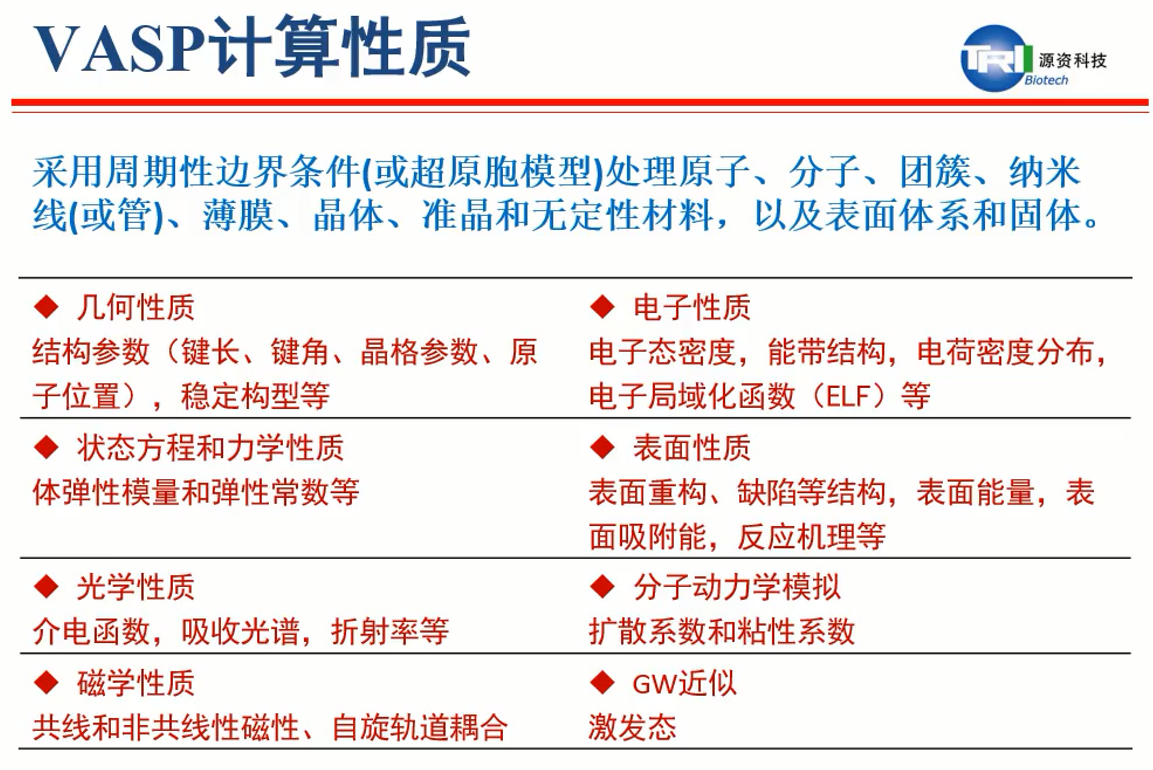 VASP计算性质
TRI 源资科技
Biotech
采用周期性边界条件(或超原胞模型)处理原子、分子、团簇、纳米
线(或管)、薄膜、晶体、准晶和无定性材料，以及表面体系和固体。
◆ 几何性质
结构参数（键长、键角、晶格参数、原
子位置），稳定构型等
◆ 电子性质
电子态密度，能带结构，电荷密度分布，
电子局域化函数（ELF）等
◆ 状态方程和力学性质
体弹性模量和弹性常数等
◆ 表面性质
表面重构、缺陷等结构，表面能量，表
面吸附能，反应机理等
◆ 光学性质
介电函数，吸收光谱，折射率等
◆ 分子动力学模拟
扩散系数和粘性系数
◆ 磁学性质
共线和非共线性磁性、自旋轨道耦合
◆ GW近似
激发态